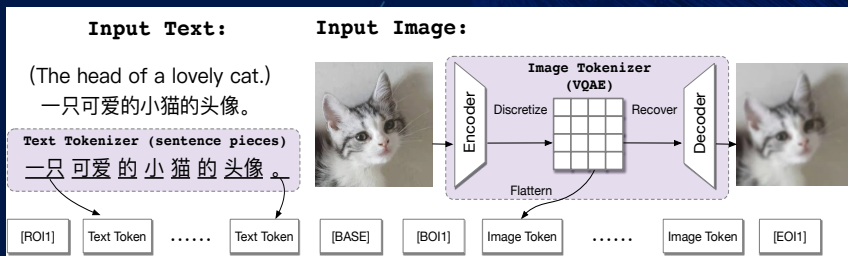 Input Text:
Input Image:
(The head of a lovely cat.)
一只可爱的小猫的头像。
Text Tokenizer (sentence pieces)
一只 可爱 的 小 猫 的 头像 。
Image Tokenizer
(VQAE)
Encoder
Discretize
Recover
Decoder
Flattern
[ROI1] Text Token ...... Text Token [BASE] [BOI1] Image Token ...... Image Token [EOI1]